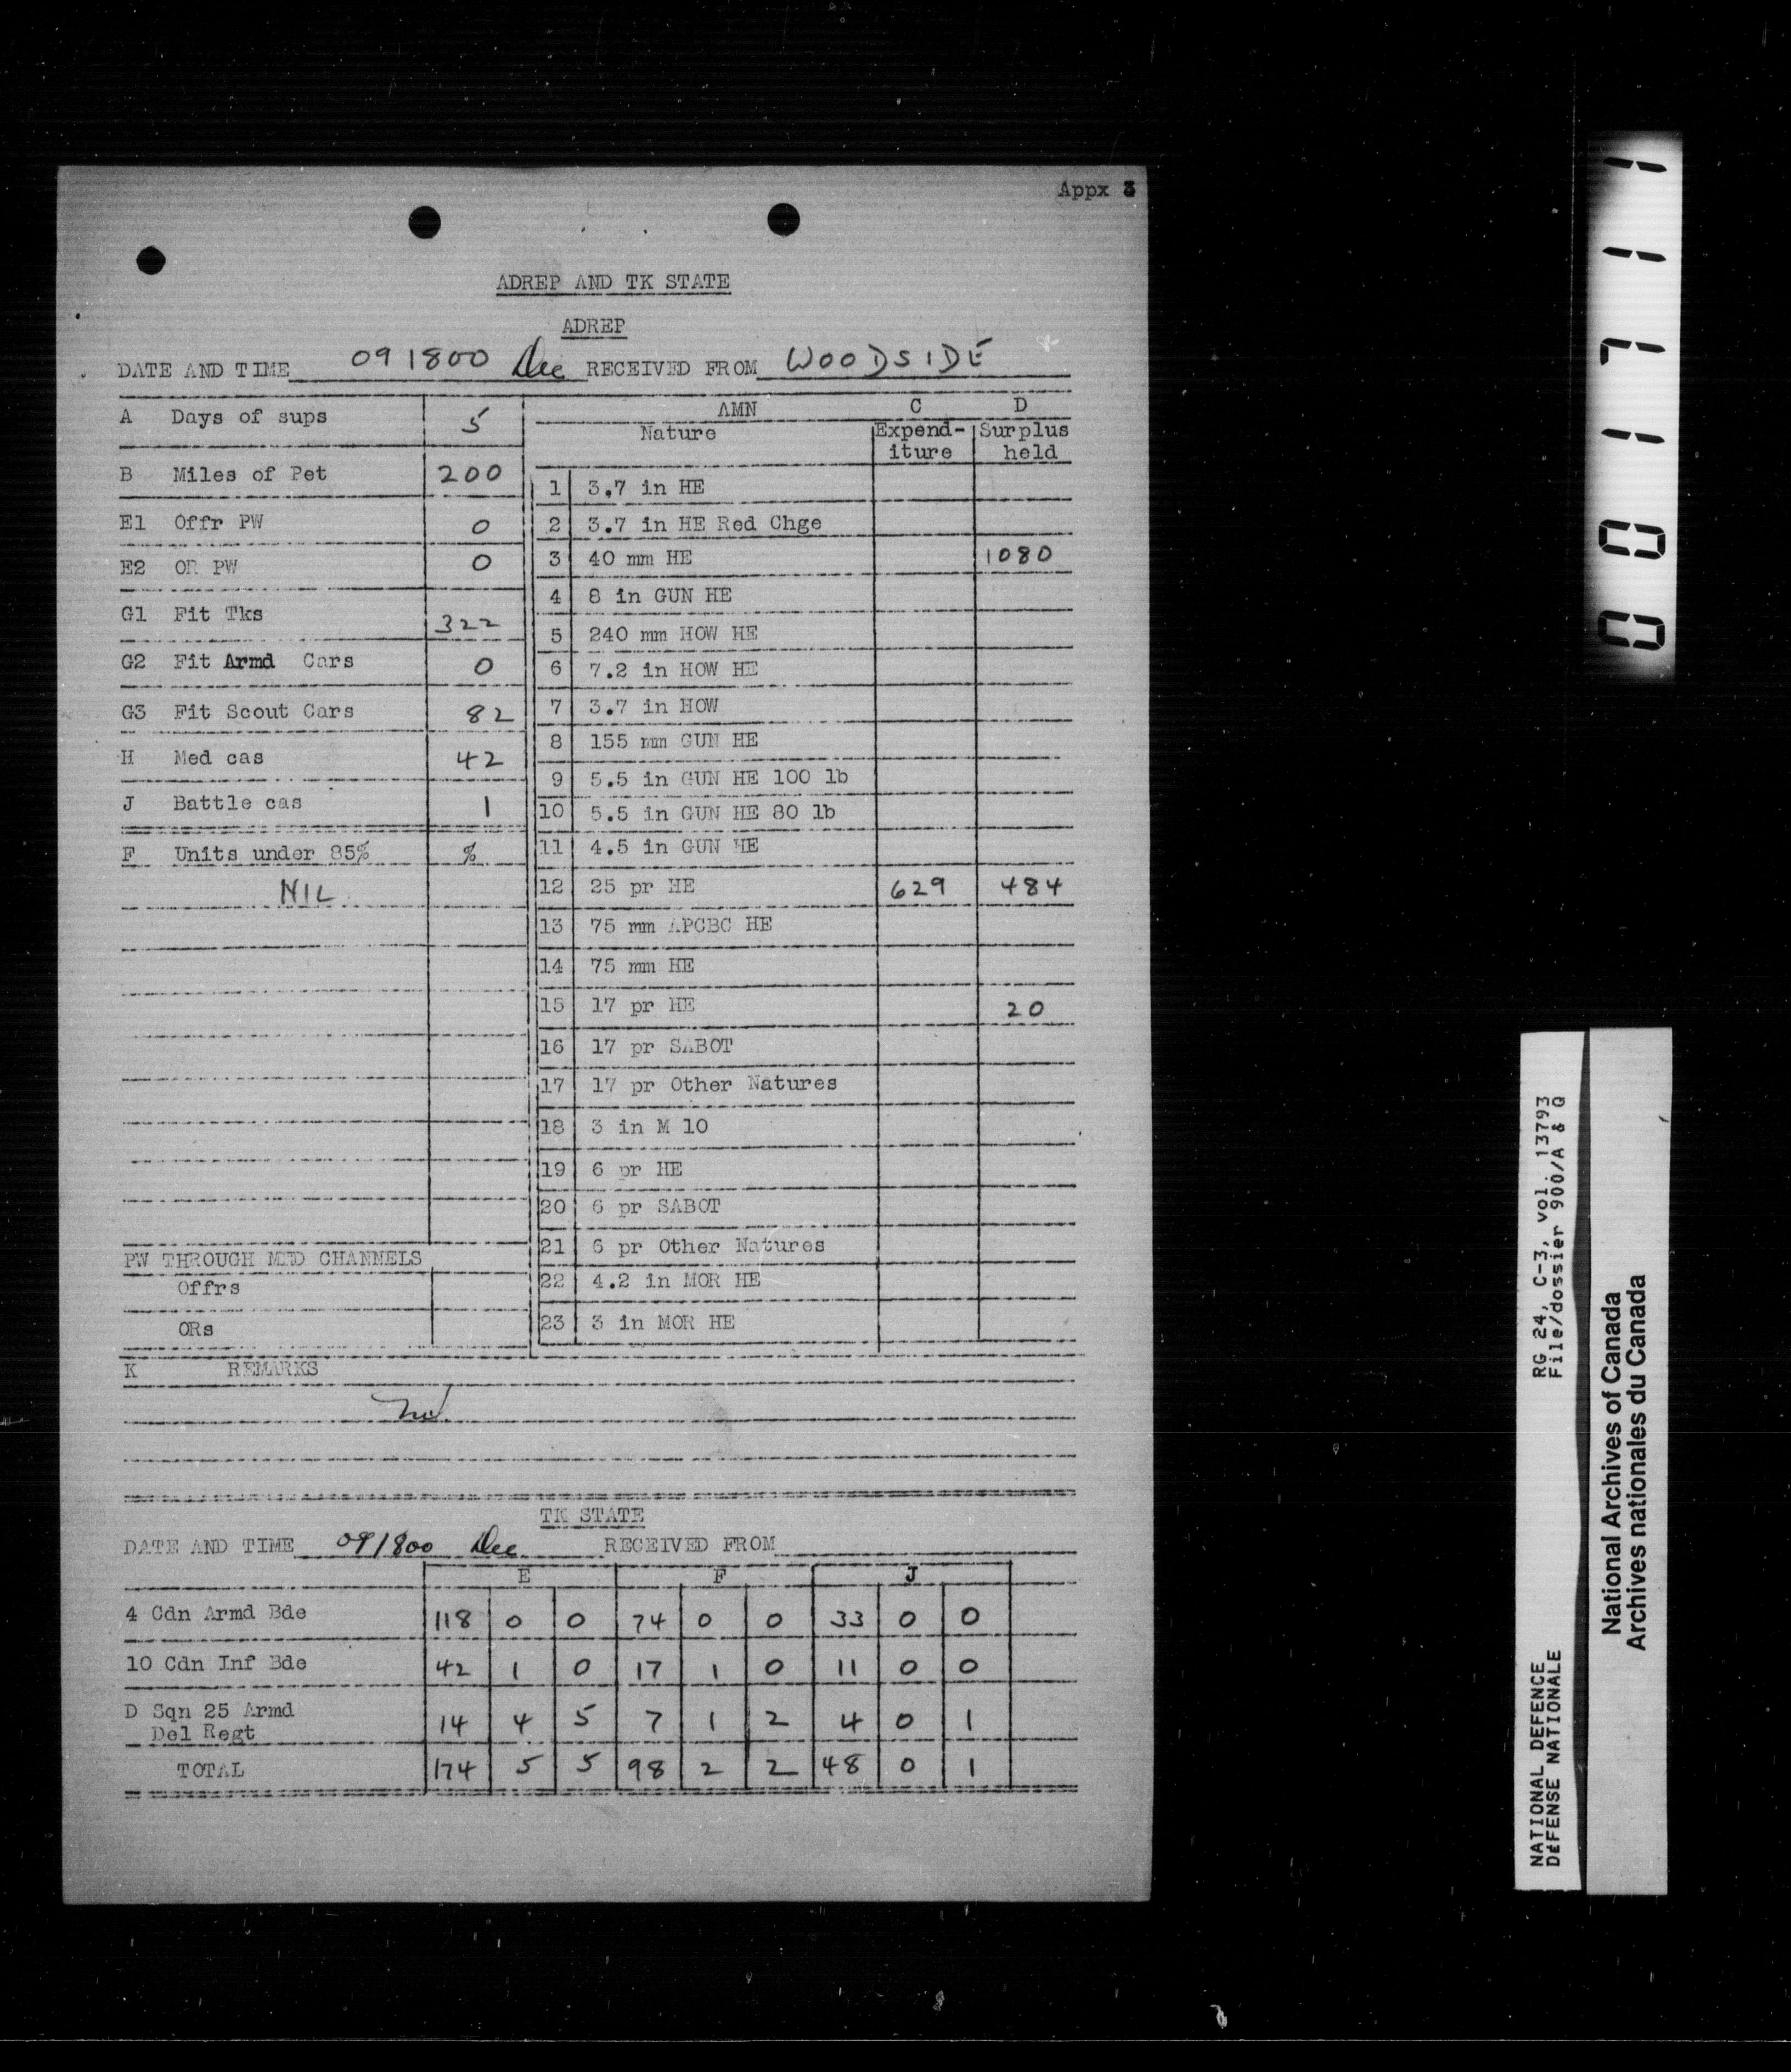 Appx 3
ADREP AND TK STATE
ADREP
DATE AND TIME 091800 Dec RECEIVED FROM WOODSIDE
A Days of sups 5
B Miles of Pet 200
E1 Offr PW 0
E2 OR PW 0
G1 Fit Tks 322
G2 Fit Armd Cars 0
G3 Fit Scout Cars 82
H Med cas 42
J Battle cas 1
F Units under 85% %
NIL
PW THROUGH MED CHANNELS
Offrs
ORs
AMN C D
Nature Expend- Surplus
iture held
1 3.7 in HE
2 3.7 in HE Red Chge
3 40 mm HE 1080
4 8 in GUN HE
5 240 mm HOW HE
6 7.2 in HOW HE
7 3.7 in HOW
8 155 mm GUN HE
9 5.5 in GUN HE 100 lb
10 5.5 in GUN HE 80 lb
11 4.5 in GUN HE
12 25 pr HE 629 484
13 75 mm APCBC HE
14 75 mm HE
15 17 pr HE 20
16 17 pr SABOT
17 17 pr Other Natures
18 3 in M 10
19 6 pr HE
20 6 pr SABOT
21 6 pr Other Natures
22 4.2 in MOR HE
23 3 in MOR HE
K REMARKS
Nil
TK STATE
DATE AND TIME 091800 Dec RECEIVED FROM
E F J
4 Cdn Armd Bde 118 0 0 74 0 0 33 0 0
10 Cdn Inf Bde 42 1 0 17 1 0 11 0 0
D Sqn 25 Armd
Del Regt 14 4 5 7 1 2 4 0 1
TOTAL 174 5 5 98 2 2 48 0 1
001711
NATIONAL DEFENCE RG 24, C-3, vol. 13793
DÉFENSE NATIONALE File/dossier 900/A & Q
National Archives of Canada
Archives nationales du Canada